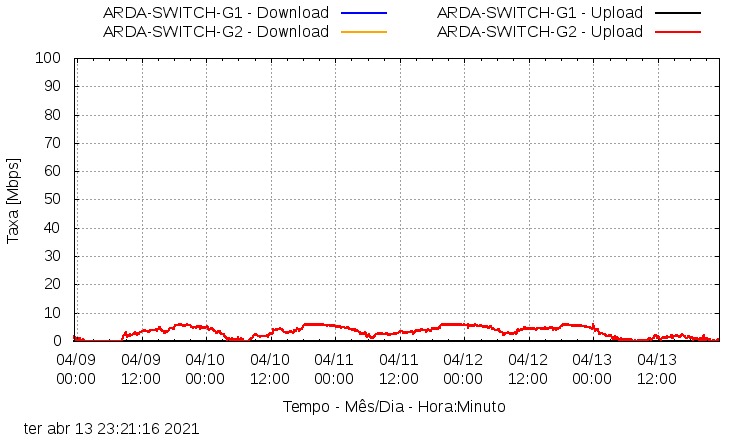 ARDA-SWITCH-G1 - Download ARDA-SWITCH-G1 - Upload
ARDA-SWITCH-G2 - Download ARDA-SWITCH-G2 - Upload
100
90
80
70
60
50
40
30
20
10
0
Taxa [Mbps]
04/09 04/09 04/10 04/10 04/11 04/11 04/12 04/12 04/13 04/13
00:00 12:00 00:00 12:00 00:00 12:00 00:00 12:00 00:00 12:00
Tempo - Mês/Dia - Hora:Minuto
ter abr 13 23:21:16 2021